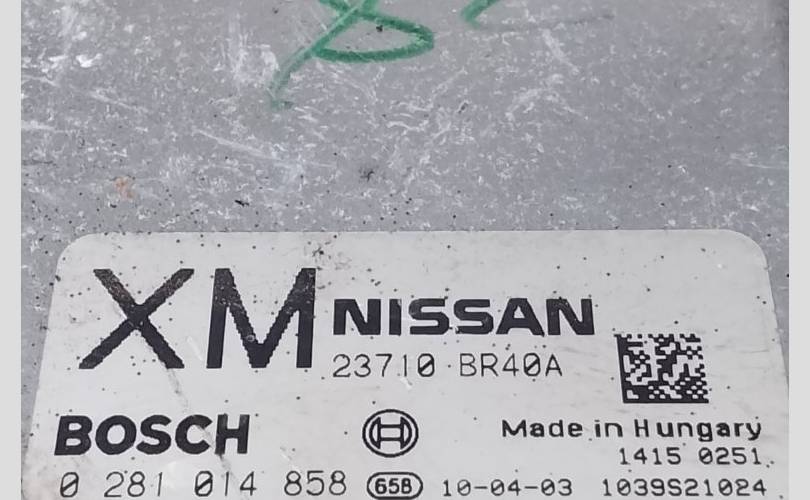 XM NISSAN
23710 BR40A
BOSCH
Made in Hungary
1415 0251
0 281 014 858 65B 10-04-03 1039S21024